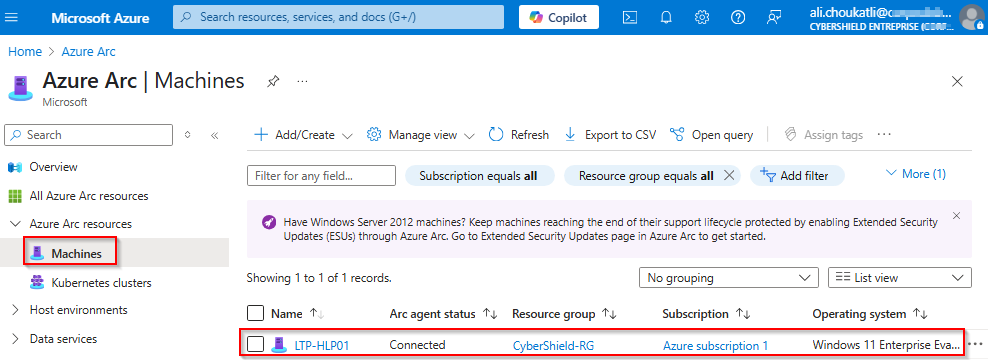 Microsoft Azure
Search resources, services, and docs (G+/)
Copilot
ali.choukatli@
CYBERSHIELD ENTREPRISE
Home > Azure Arc
Azure Arc | Machines
Microsoft
Search
Add/Create
Manage view
Refresh
Export to CSV
Open query
Assign tags
Overview
All Azure Arc resources
Azure Arc resources
Machines
Kubernetes clusters
Host environments
Data services
Filter for any field...
Subscription equals all
Resource group equals all
Add filter
More (1)
Have Windows Server 2012 machines? Keep machines reaching the end of their support lifecycle protected by enabling Extended Security
Updates (ESUs) through Azure Arc. Go to Extended Security Updates page in Azure Arc to get started.
Showing 1 to 1 of 1 records.
No grouping
List view
Name Arc agent status Resource group Subscription Operating system
LTP-HLP01 Connected CyberShield-RG Azure subscription 1 Windows 11 Enterprise Eva...